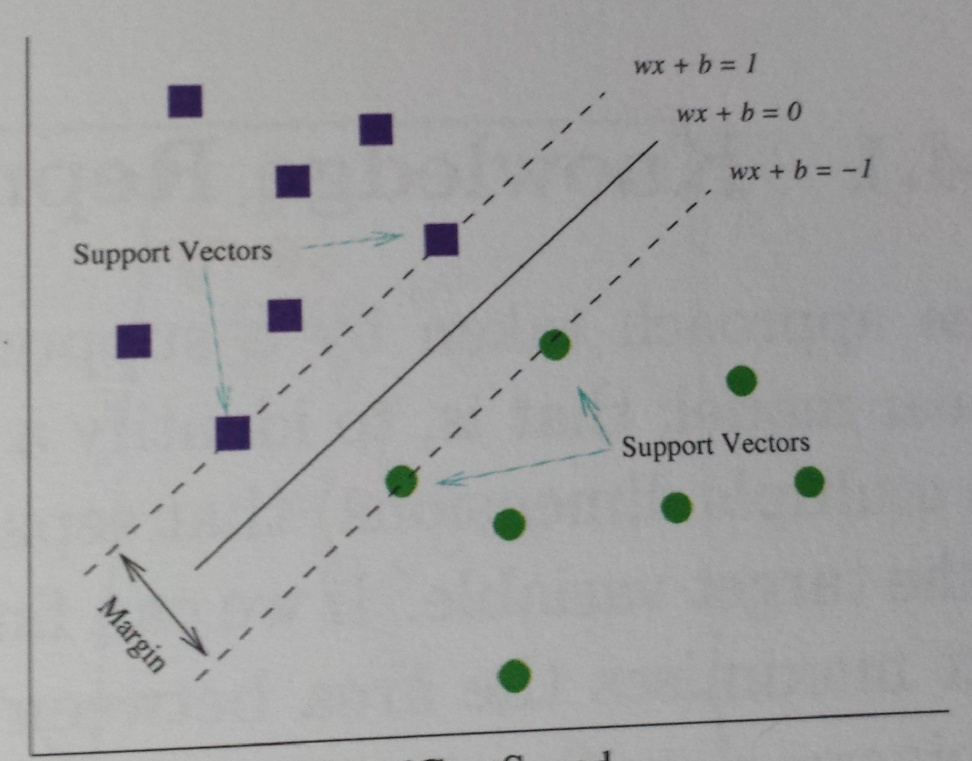 wx + b = 1
wx + b = 0
wx + b = −1
Support Vectors
Support Vectors
Margin